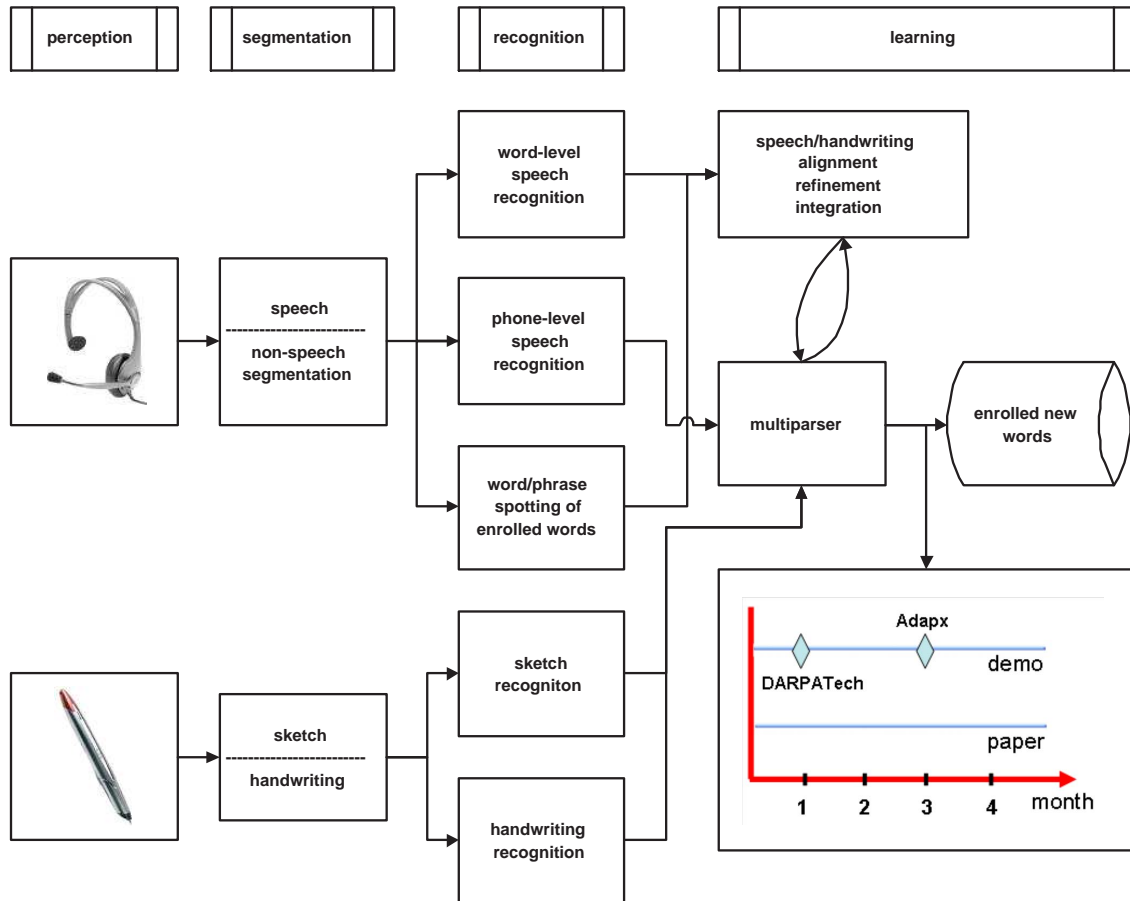 perception
segmentation
recognition
learning
word-level
speech
recognition
speech/handwriting
alignment
refinement
integration
speech
non-speech
segmentation
phone-level
speech
recognition
multiparser
enrolled new
words
word/phrase
spotting of
enrolled words
sketch
recogniton
sketch
handwriting
handwriting
recognition
Adapx
demo
DARPATech
paper
1 2 3 4 month